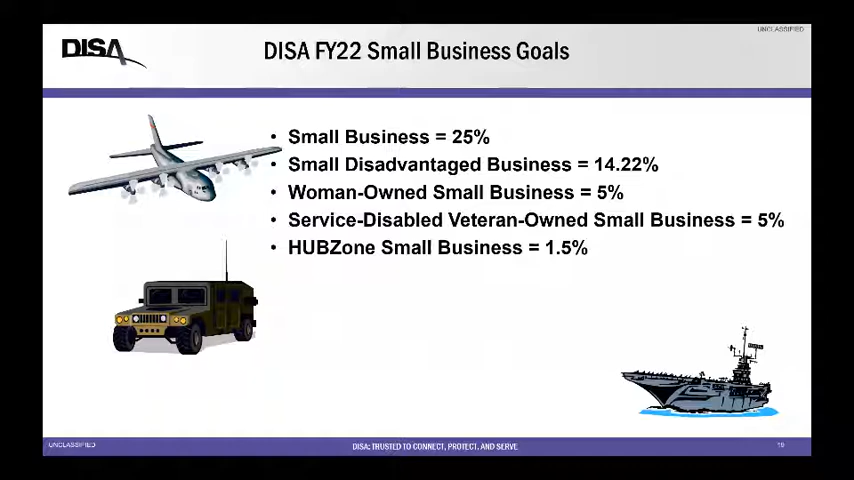 UNCLASSIFIED
DISA
DISA FY22 Small Business Goals
• Small Business = 25%
• Small Disadvantaged Business = 14.22%
• Woman-Owned Small Business = 5%
• Service-Disabled Veteran-Owned Small Business = 5%
• HUBZone Small Business = 1.5%
UNCLASSIFIED
DISA: TRUSTED TO CONNECT, PROTECT, AND SERVE